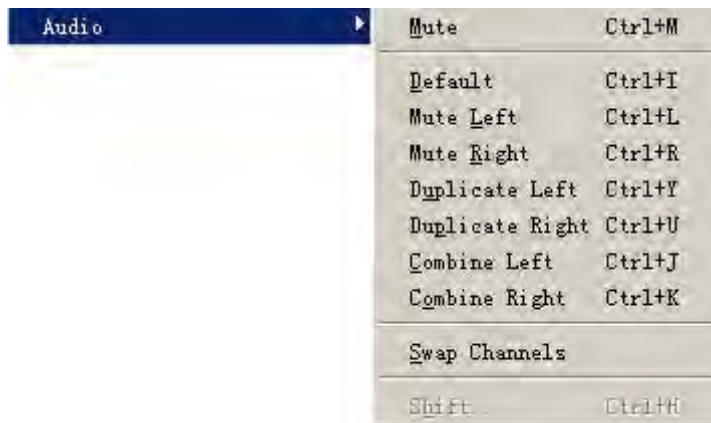 Audio
Mute Ctrl+M
Default Ctrl+I
Mute Left Ctrl+L
Mute Right Ctrl+R
Duplicate Left Ctrl+Y
Duplicate Right Ctrl+U
Combine Left Ctrl+J
Combine Right Ctrl+K
Swap Channels
Shift